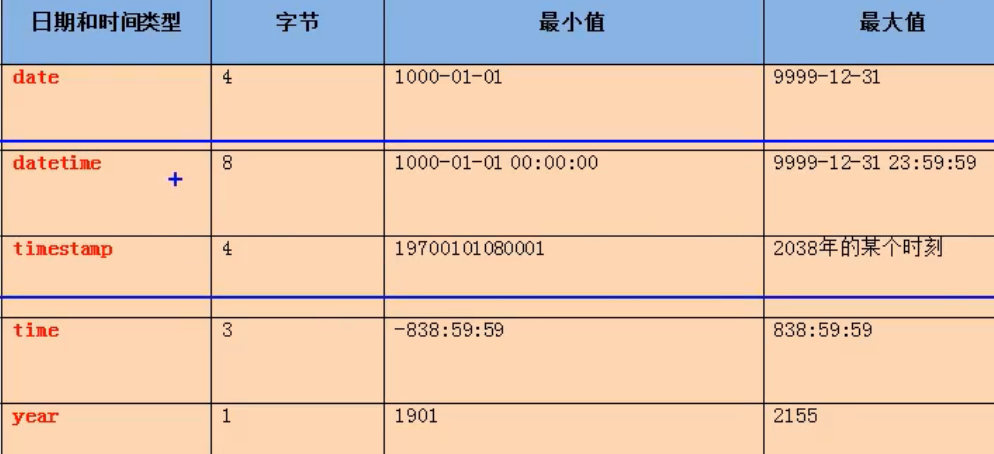 日期和时间类型 字节 最小值 最大值
date 4 1000-01-01 9999-12-31
datetime 8 1000-01-01 00:00:00 9999-12-31 23:59:59
timestamp 4 19700101080001 2038年的某个时刻
time 3 -838:59:59 838:59:59
year 1 1901 2155